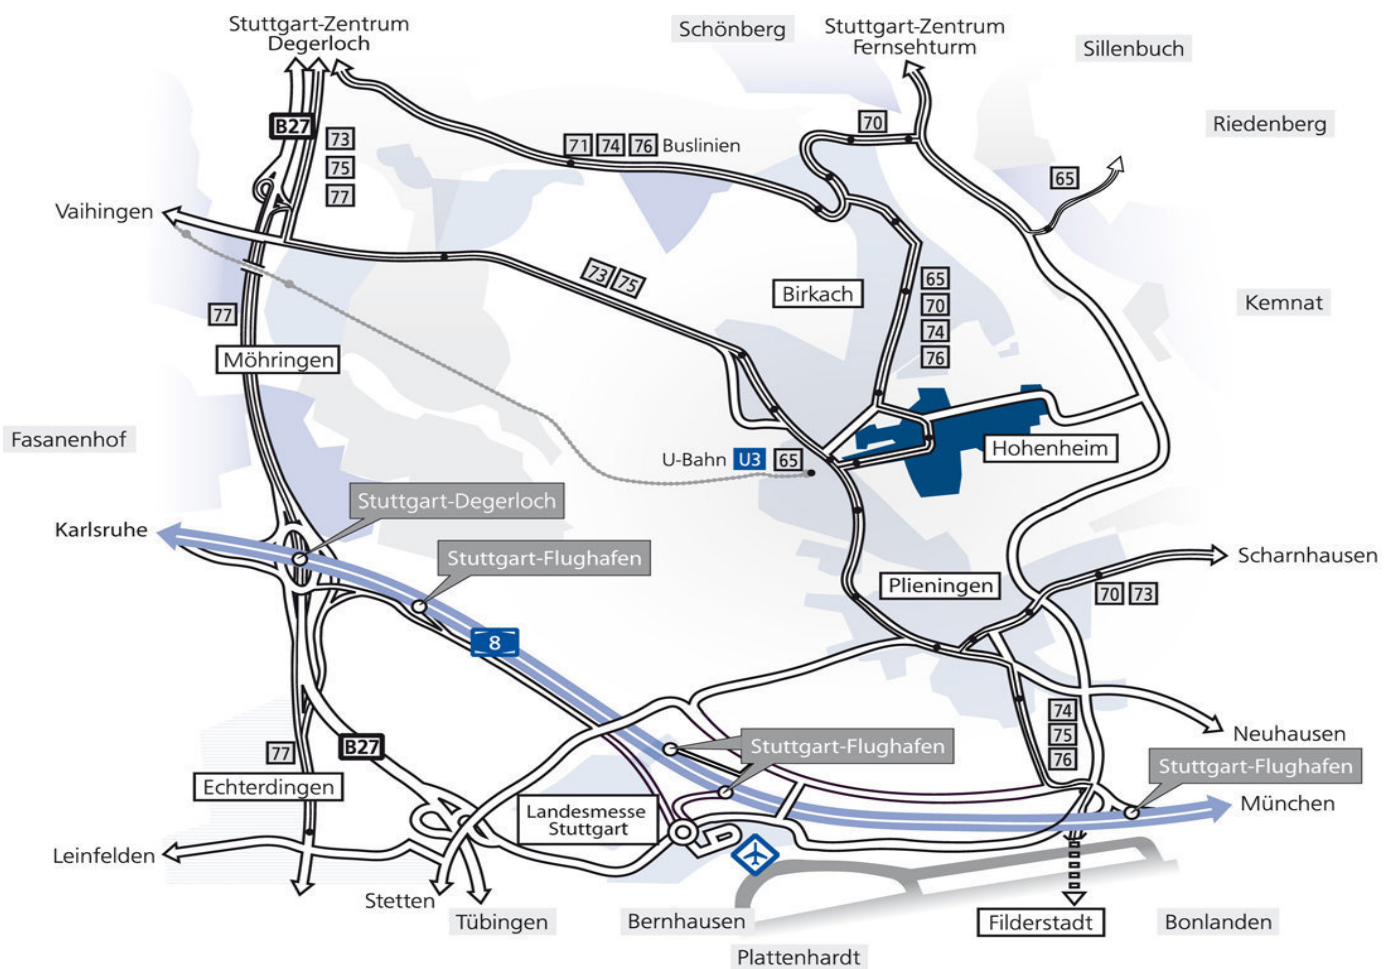 Stuttgart-Zentrum
Degerloch
Schönberg
Stuttgart-Zentrum
Fernsehturm
Sillenbuch
B27
73
75
77
71 74 76 Buslinien
70
Riedenberg
65
Vaihingen
73 75
Birkach
65
70
74
76
Kemnat
77
Möhringen
Fasanenhof
U-Bahn U3 65
Hohenheim
Karlsruhe
Stuttgart-Degerloch
Stuttgart-Flughafen
Plieningen
Scharnhausen
70 73
8
74
75
76
Neuhausen
77
B27
Stuttgart-Flughafen
Stuttgart-Flughafen
Echterdingen
Landesmesse
Stuttgart
München
Leinfelden
Stetten
Tübingen
Bernhausen
Filderstadt
Bonlanden
Plattenhardt